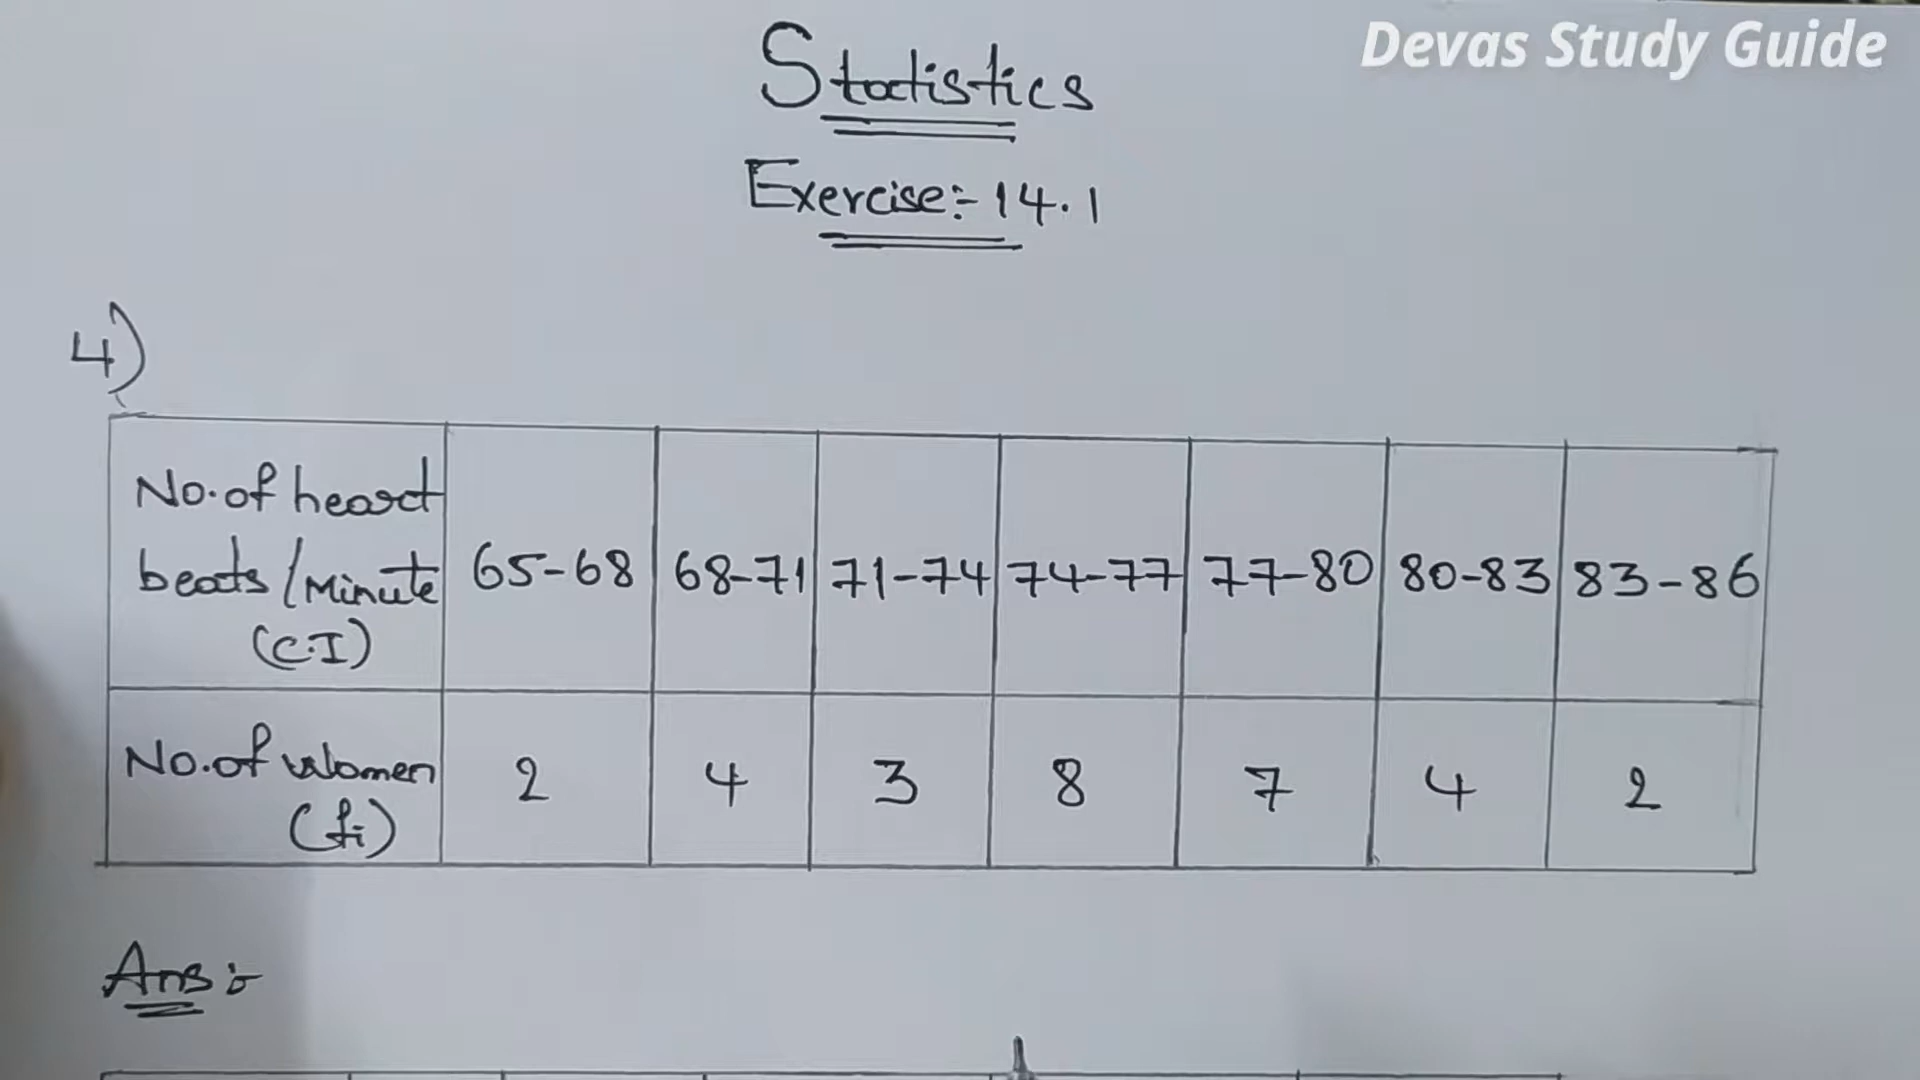 Devas Study Guide
Statistics
Exercise:- 14.1
4)
No. of heart beats / Minute (C.I) 65-68 68-71 71-74 74-77 77-80 80-83 83-86
No. of women (fi) 2 4 3 8 7 4 2
Ans :-